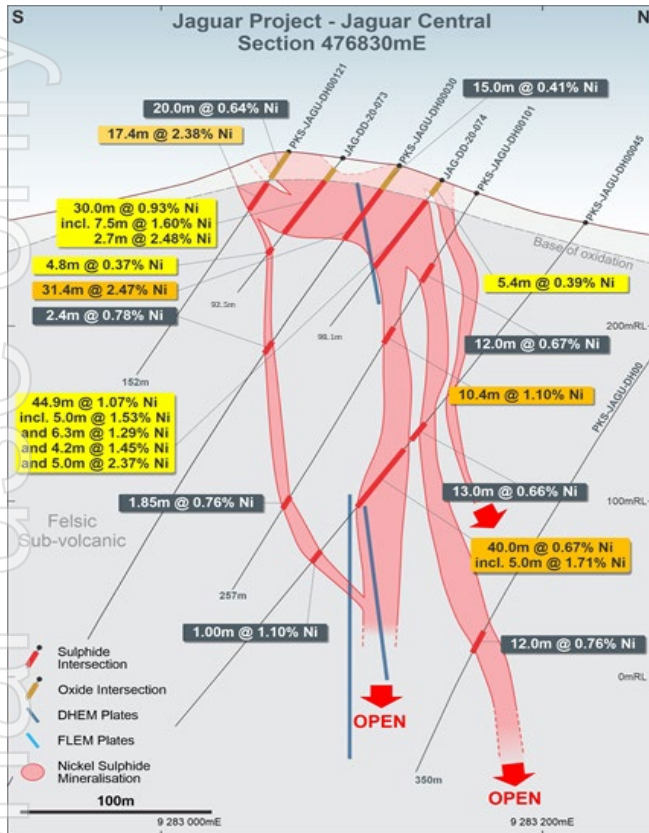 S
Jaguar Project - Jaguar Central
Section 476830mE
N
20.0m @ 0.64% Ni
15.0m @ 0.41% Ni
17.4m @ 2.38% Ni
PKS-JAGU-DH00121
JAG-DD-20-073
PKS-JAGU-DH00030
JAG-DD-20-074
PKS-JAGU-DH00101
PKS-JAGU-DH00045
30.0m @ 0.93% Ni
incl. 7.5m @ 1.60% Ni
2.7m @ 2.48% Ni
Base of oxidation
4.8m @ 0.37% Ni
31.4m @ 2.47% Ni
2.4m @ 0.78% Ni
5.4m @ 0.39% Ni
92.5m
98.1m
200mRL
12.0m @ 0.67% Ni
152m
PKS-JAGU-DH00
10.4m @ 1.10% Ni
44.9m @ 1.07% Ni
incl. 5.0m @ 1.53% Ni
and 6.3m @ 1.29% Ni
and 4.2m @ 1.45% Ni
and 5.0m @ 2.37% Ni
1.85m @ 0.76% Ni
13.0m @ 0.66% Ni
100mRL
Felsic
Sub-volcanic
40.0m @ 0.67% Ni
incl. 5.0m @ 1.71% Ni
257m
1.00m @ 1.10% Ni
12.0m @ 0.76% Ni
0mRL
Sulphide
Intersection
Oxide Intersection
DHEM Plates
FLEM Plates
Nickel Sulphide
Mineralisation
OPEN
350m
OPEN
100m
9 283 000mE
9 283 200mE